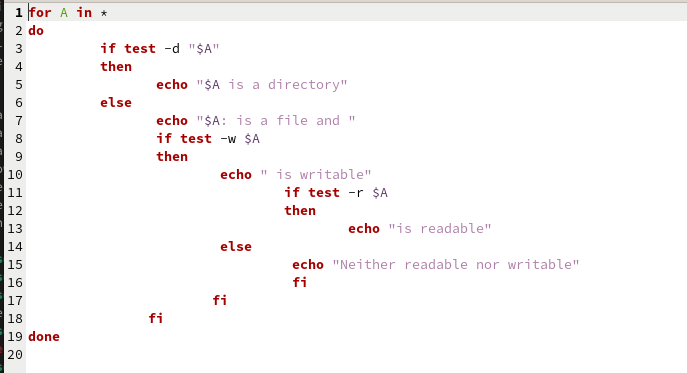 1 for A in *
2 do
3 if test -d "$A"
4 then
5 echo "$A is a directory"
6 else
7 echo "$A: is a file and "
8 if test -w $A
9 then
10 echo " is writable"
11 if test -r $A
12 then
13 echo "is readable"
14 else
15 echo "Neither readable nor writable"
16 fi
17 fi
18 fi
19 done
20